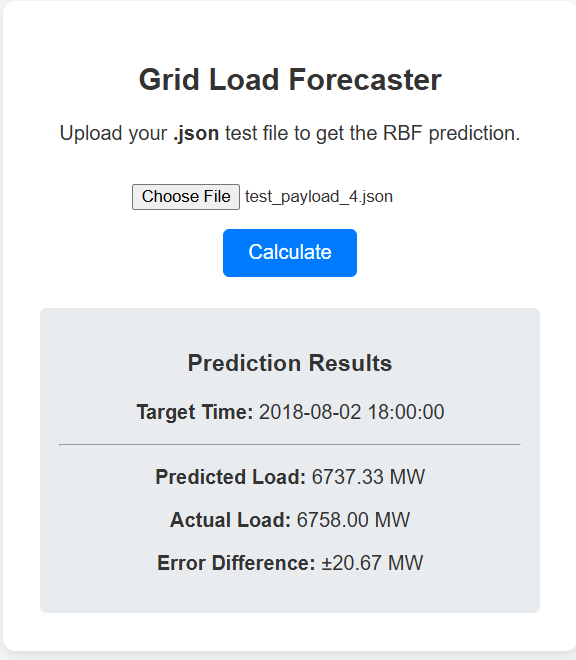 Grid Load Forecaster
Upload your .json test file to get the RBF prediction.
Choose File test_payload_4.json
Calculate
Prediction Results
Target Time: 2018-08-02 18:00:00
Predicted Load: 6737.33 MW
Actual Load: 6758.00 MW
Error Difference: ±20.67 MW